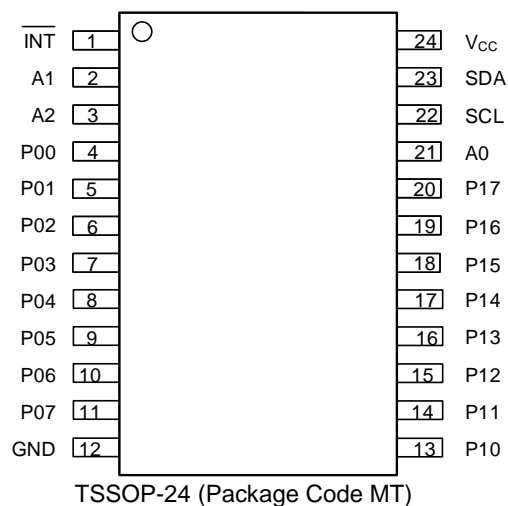 INT 1 24 VCC
A1 2 23 SDA
A2 3 22 SCL
P00 4 21 A0
P01 5 20 P17
P02 6 19 P16
P03 7 18 P15
P04 8 17 P14
P05 9 16 P13
P06 10 15 P12
P07 11 14 P11
GND 12 13 P10
TSSOP-24 (Package Code MT)